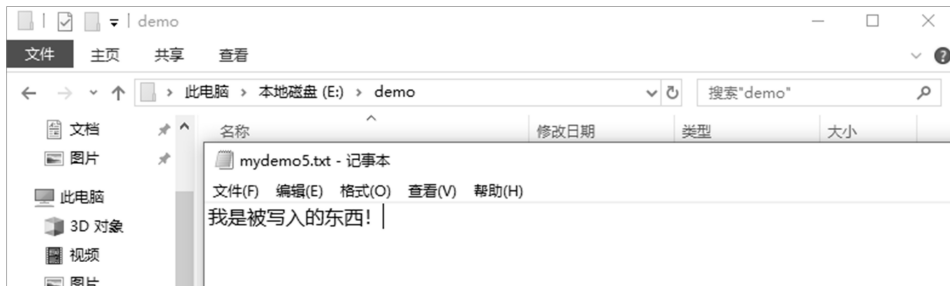 demo
文件 主页 共享 查看
此电脑 本地磁盘 (E:) demo 搜索"demo"
文档 名称 修改日期 类型 大小
图片 mydemo5.txt - 记事本
文件(F) 编辑(E) 格式(O) 查看(V) 帮助(H)
此电脑
我是被写入的东西!
3D 对象
视频
图片